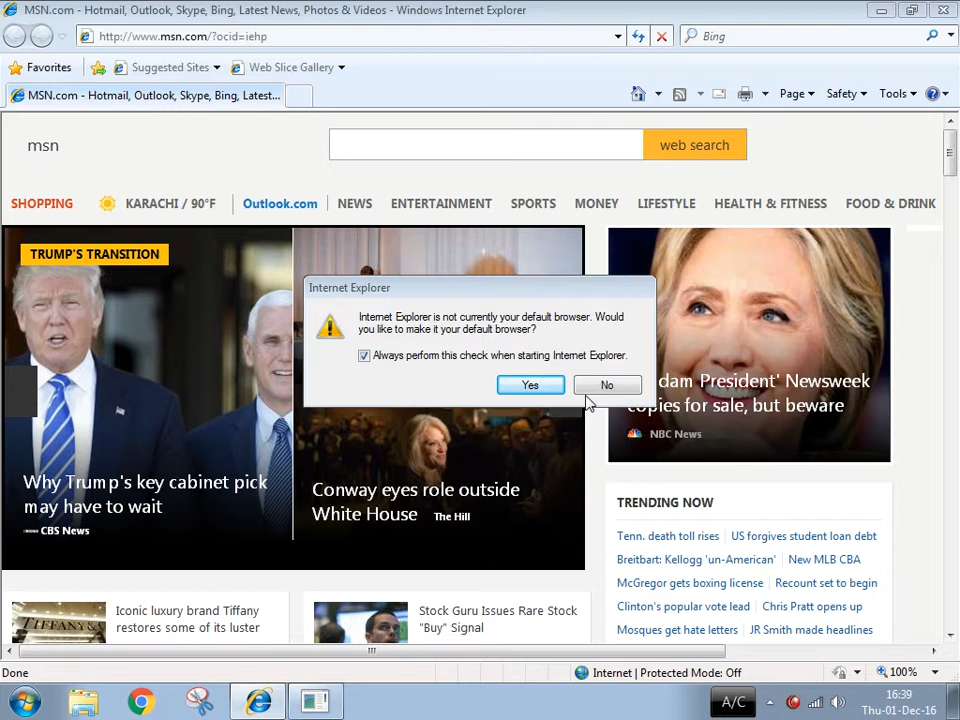 MSN.com - Hotmail, Outlook, Skype, Bing, Latest News, Photos & Videos - Windows Internet Explorer
http://www.msn.com/?ocid=iehp
Bing
Favorites
Suggested Sites
Web Slice Gallery
MSN.com - Hotmail, Outlook, Skype, Bing, Latest...
Page
Safety
Tools
msn
web search
SHOPPING
KARACHI / 90°F
Outlook.com
NEWS
ENTERTAINMENT
SPORTS
MONEY
LIFESTYLE
HEALTH & FITNESS
FOOD & DRINK
TRUMP'S TRANSITION
Why Trump's key cabinet pick
may have to wait
CBS News
Internet Explorer
Internet Explorer is not currently your default browser. Would
you like to make it your default browser?
Always perform this check when starting Internet Explorer.
Yes
No
Conway eyes role outside
White House The Hill
dam President' Newsweek
copies for sale, but beware
NBC News
TRENDING NOW
Tenn. death toll rises
US forgives student loan debt
Breitbart: Kellogg 'un-American'
New MLB CBA
McGregor gets boxing license
Recount set to begin
Clinton's popular vote lead
Chris Pratt opens up
Mosques get hate letters
JR Smith made headlines
TIFFANY &
Iconic luxury brand Tiffany
restores some of its luster
Stock Guru Issues Rare Stock
"Buy" Signal
Done
Internet | Protected Mode: Off
100%
A/C
16:39
Thu-01-Dec-16